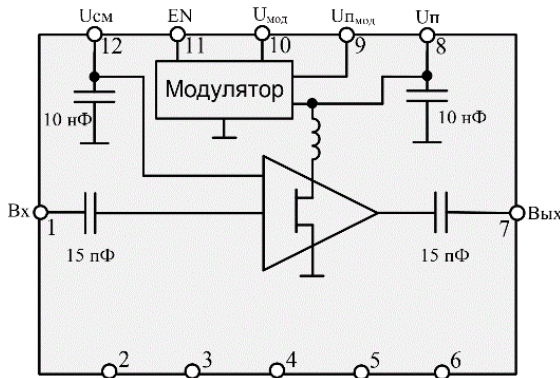 Uсм EN Uмод Uпмод Uп
12 11 10 9 8
Модулятор
10 нФ 10 нФ
Вх Вых
1 7
15 пФ 15 пФ
2 3 4 5 6